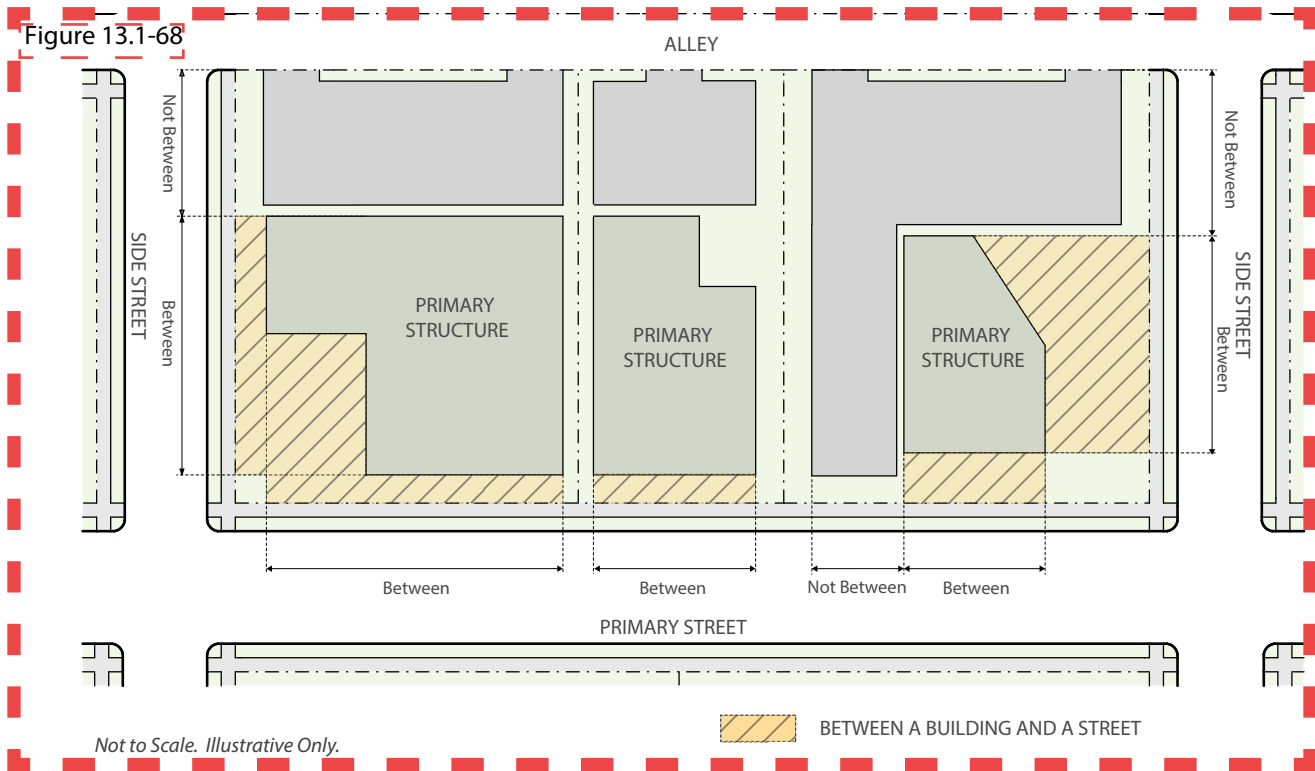 Figure 13.1-68
ALLEY
Not Between
Not Between
SIDE STREET
Between
PRIMARY
STRUCTURE
PRIMARY
STRUCTURE
PRIMARY
STRUCTURE
SIDE STREET
Between
Between
Between
Not Between
Between
PRIMARY STREET
BETWEEN A BUILDING AND A STREET
Not to Scale. Illustrative Only.